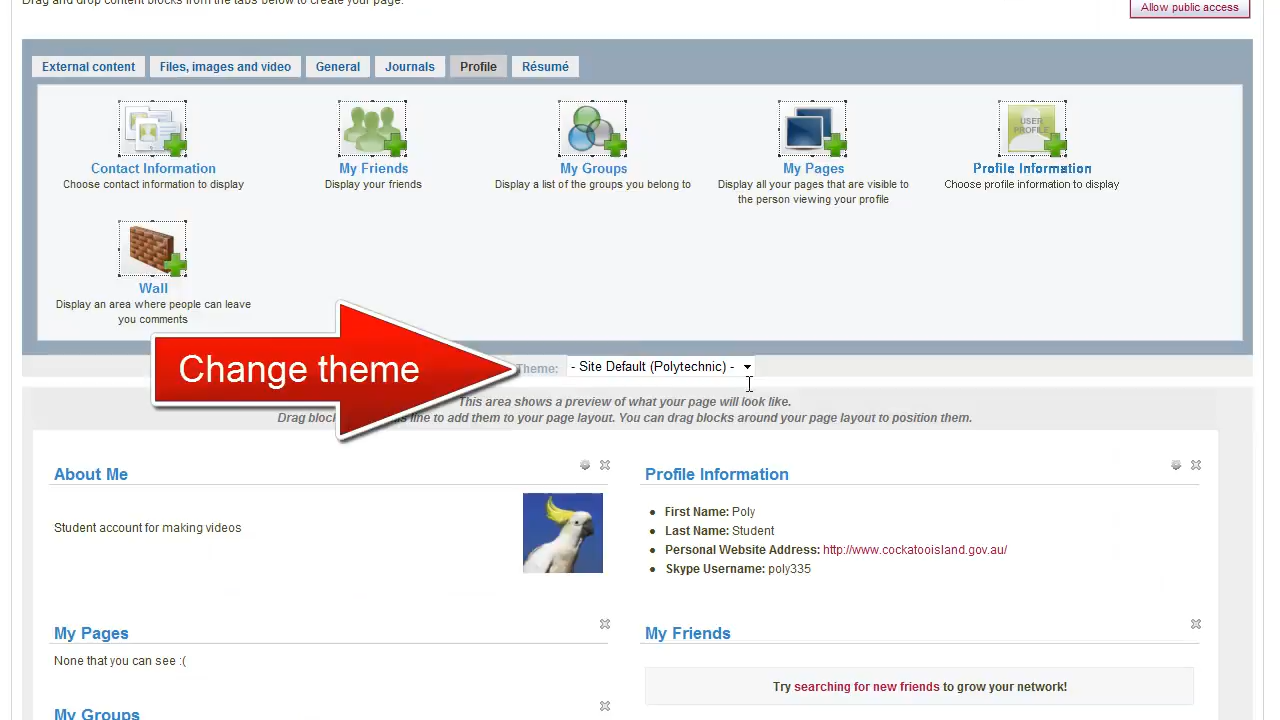 Drag and drop content blocks from the tabs below to create your page.
Allow public access
External content
Files, images and video
General
Journals
Profile
Résumé
Contact Information
Choose contact information to display
My Friends
Display your friends
My Groups
Display a list of the groups you belong to
My Pages
Display all your pages that are visible to
the person viewing your profile
USER
PROFILE
Profile Information
Choose profile information to display
Wall
Display an area where people can leave
you comments
Change theme
Theme: - Site Default (Polytechnic) -
This area shows a preview of what your page will look like.
Drag line to add them to your page layout. You can drag blocks around your page layout to position them.
About Me
Student account for making videos
Profile Information
First Name: Poly
Last Name: Student
Personal Website Address: http://www.cockatooisland.gov.au/
Skype Username: poly335
My Pages
None that you can see :(
My Friends
Try searching for new friends to grow your network!
My Groups